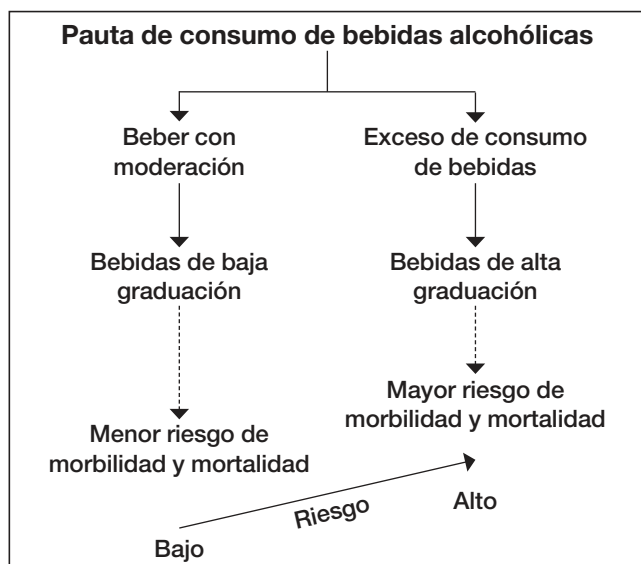 Pauta de consumo de bebidas alcohólicas
Beber con
moderación
Exceso de consumo
de bebidas
Bebidas de baja
graduación
Bebidas de alta
graduación
Mayor riesgo de
morbilidad y mortalidad
Menor riesgo de
morbilidad y mortalidad
Riesgo
Alto
Bajo